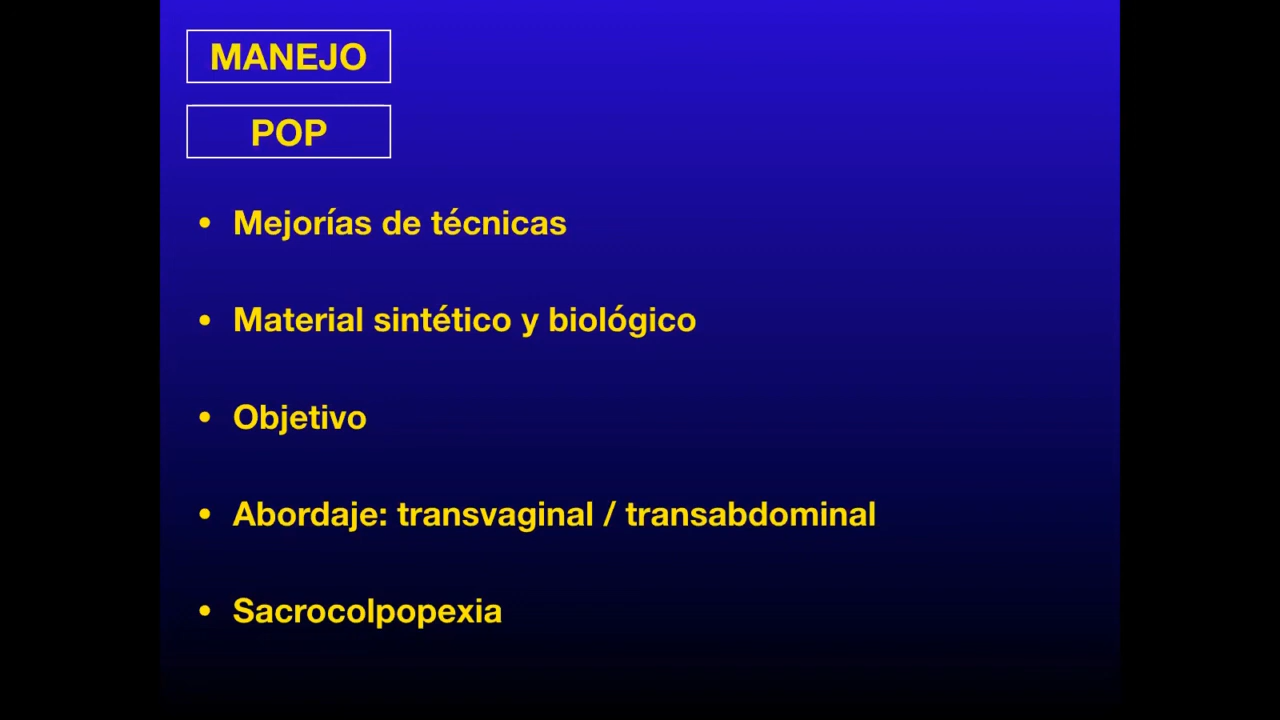 MANEJO
POP
• Mejorías de técnicas
• Material sintético y biológico
• Objetivo
• Abordaje: transvaginal / transabdominal
• Sacrocolpopexia